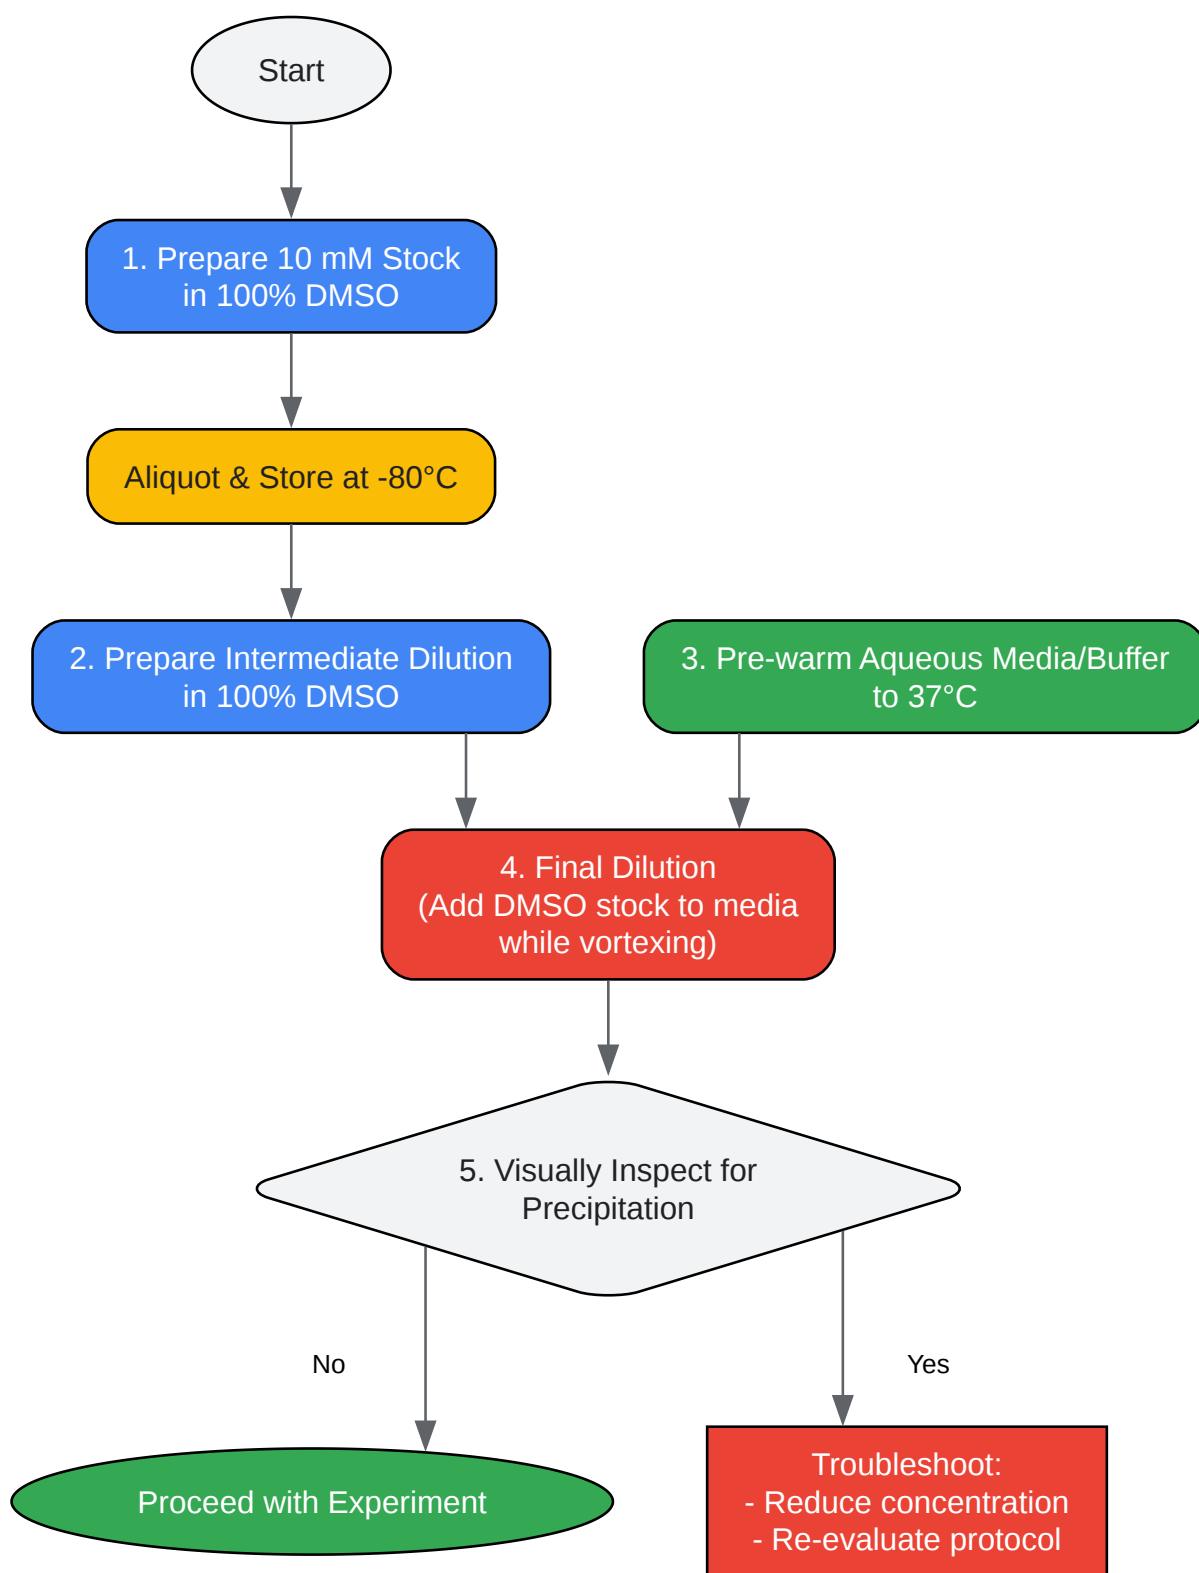 Start
1. Prepare 10 mM Stock
in 100% DMSO
Aliquot & Store at -80°C
2. Prepare Intermediate Dilution
in 100% DMSO
3. Pre-warm Aqueous Media/Buffer
to 37°C
4. Final Dilution
(Add DMSO stock to media
while vortexing)
5. Visually Inspect for
Precipitation
No
Yes
Proceed with Experiment
Troubleshoot:
- Reduce concentration
- Re-evaluate protocol